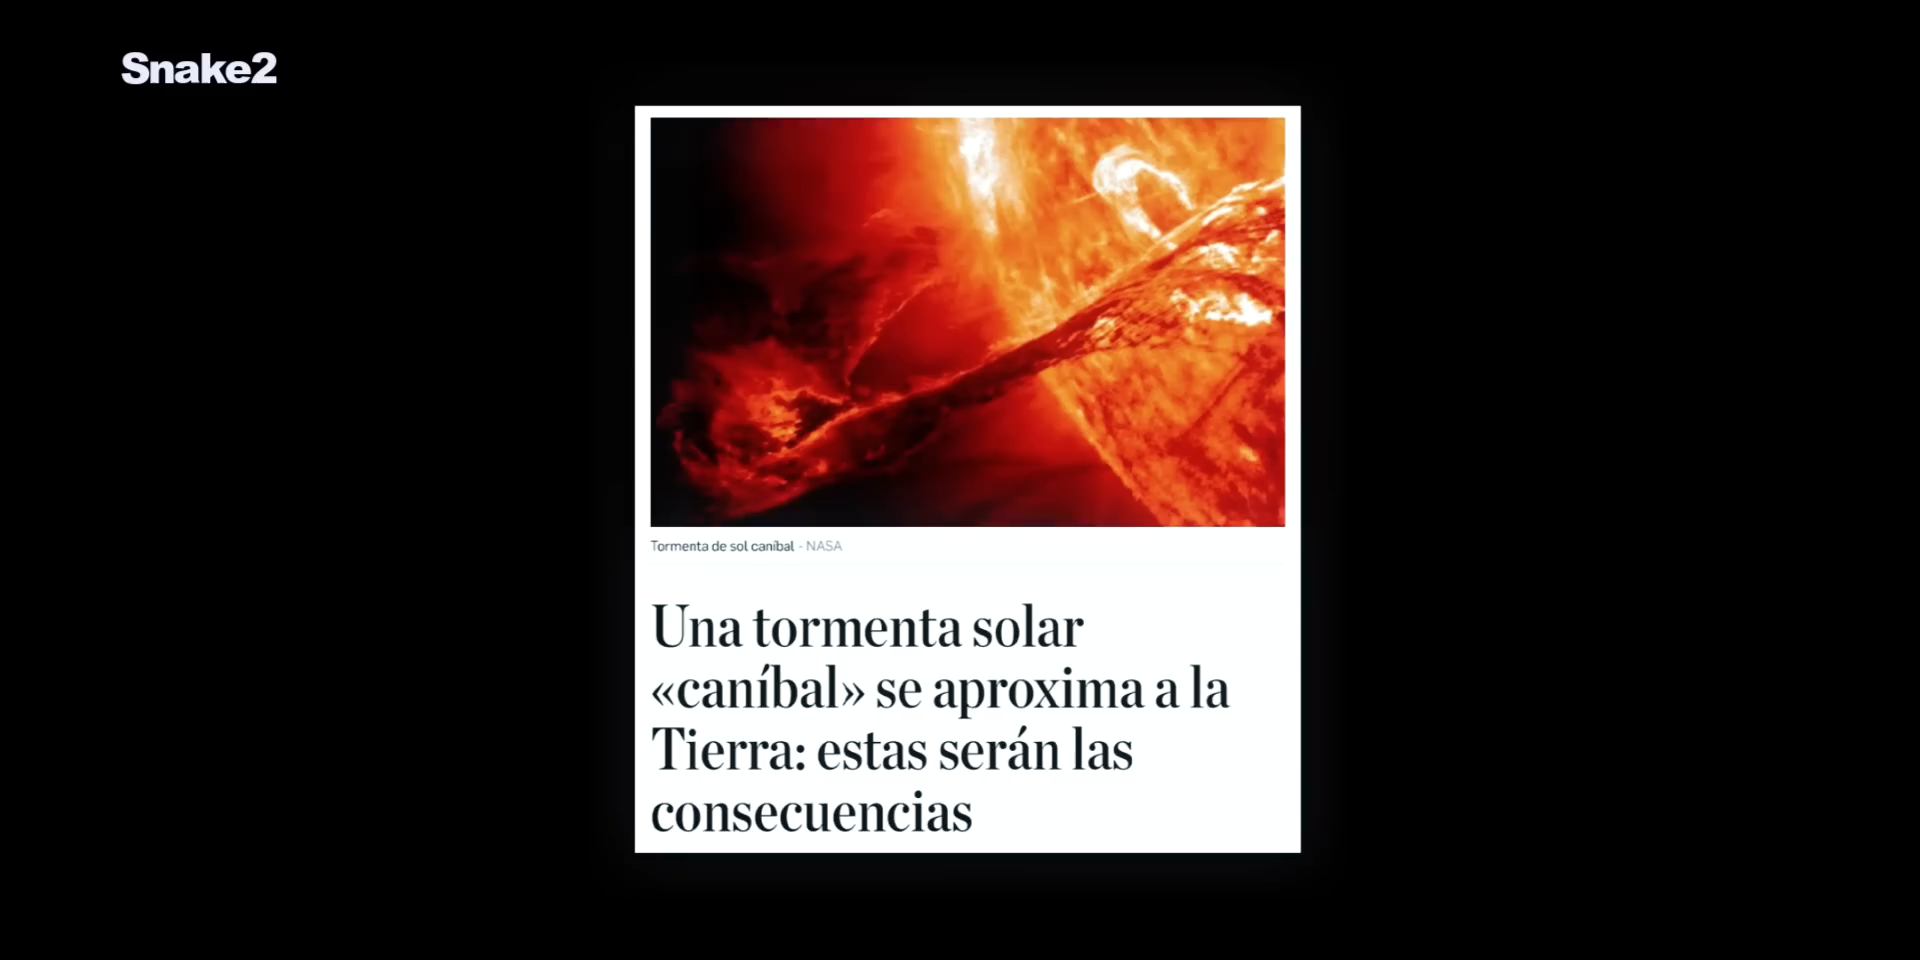 Snake2
Tormenta de sol caníbal - NASA
Una tormenta solar
«caníbal» se aproxima a la
Tierra: estas serán las
consecuencias